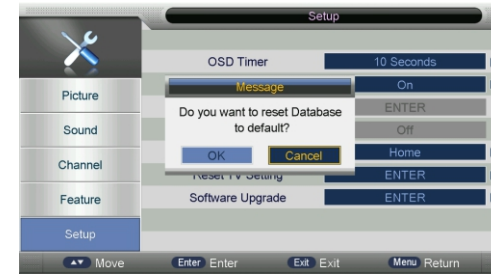 Setup
OSD Timer
10 Seconds
On
ENTER
Off
Home
Reset TV Setting
ENTER
Software Upgrade
ENTER
Message
Do you want to reset Database
to default?
OK
Cancel
Picture
Sound
Channel
Feature
Setup
Move
Enter Enter
Exit Exit
Menu Return